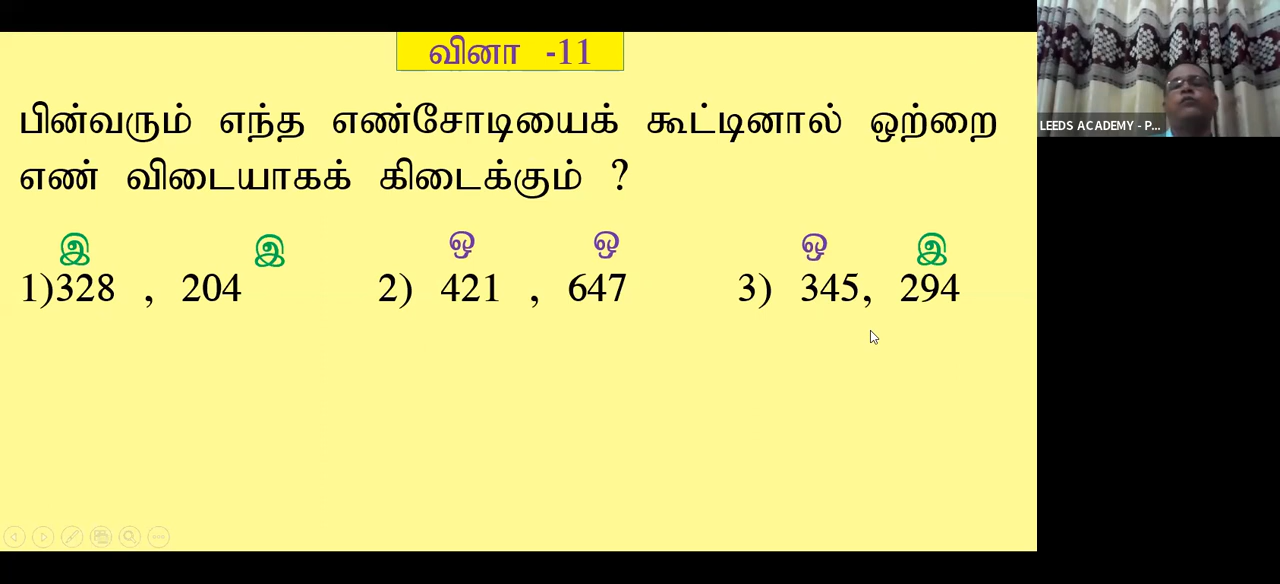 வினா -11
பின்வரும் எந்த எண்சோடியைக் கூட்டினால் ஒற்றை
எண் விடையாகக் கிடைக்கும் ?
இ இ ஒ ஒ ஒ இ
1)328 , 204 2) 421 , 647 3) 345, 294
LEEDS ACADEMY - P...